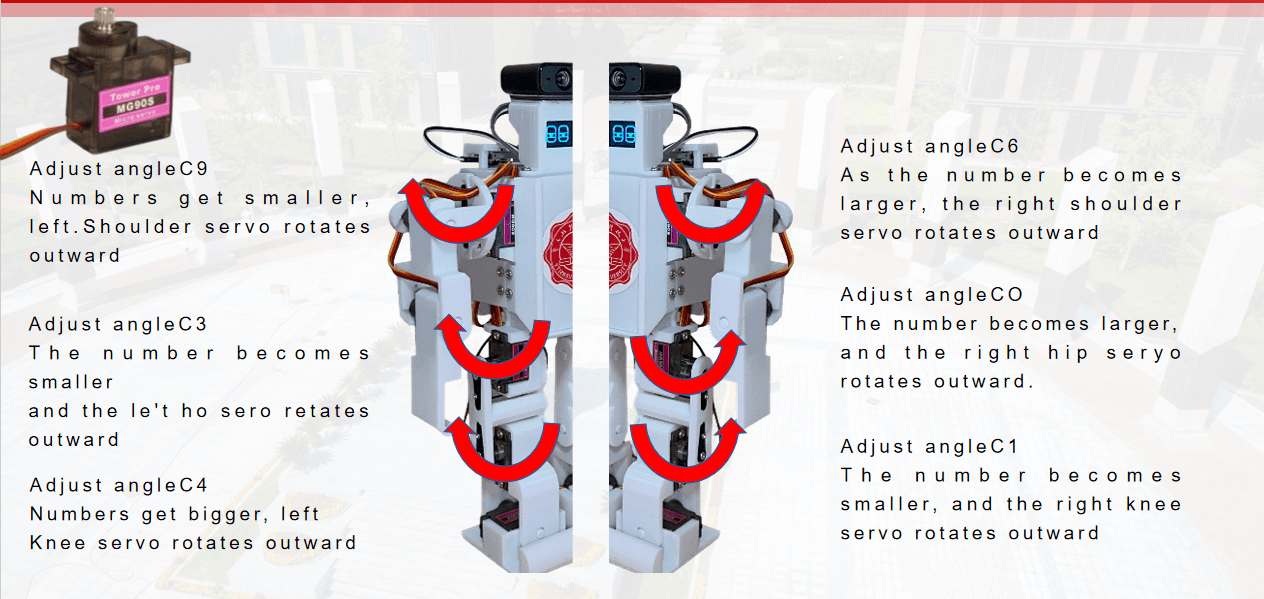 Tower Pro
MG90S
Micro servo
Adjust angleC9
Numbers get smaller,
left.Shoulder servo rotates
outward
Adjust angleC3
The number becomes
smaller
and the le't ho sero retates
outward
Adjust angleC4
Numbers get bigger, left
Knee servo rotates outward
Adjust angleC6
As the number becomes
larger, the right shoulder
servo rotates outward
Adjust angleCO
The number becomes larger,
and the right hip seryo
rotates outward.
Adjust angleC1
The number becomes
smaller, and the right knee
servo rotates outward